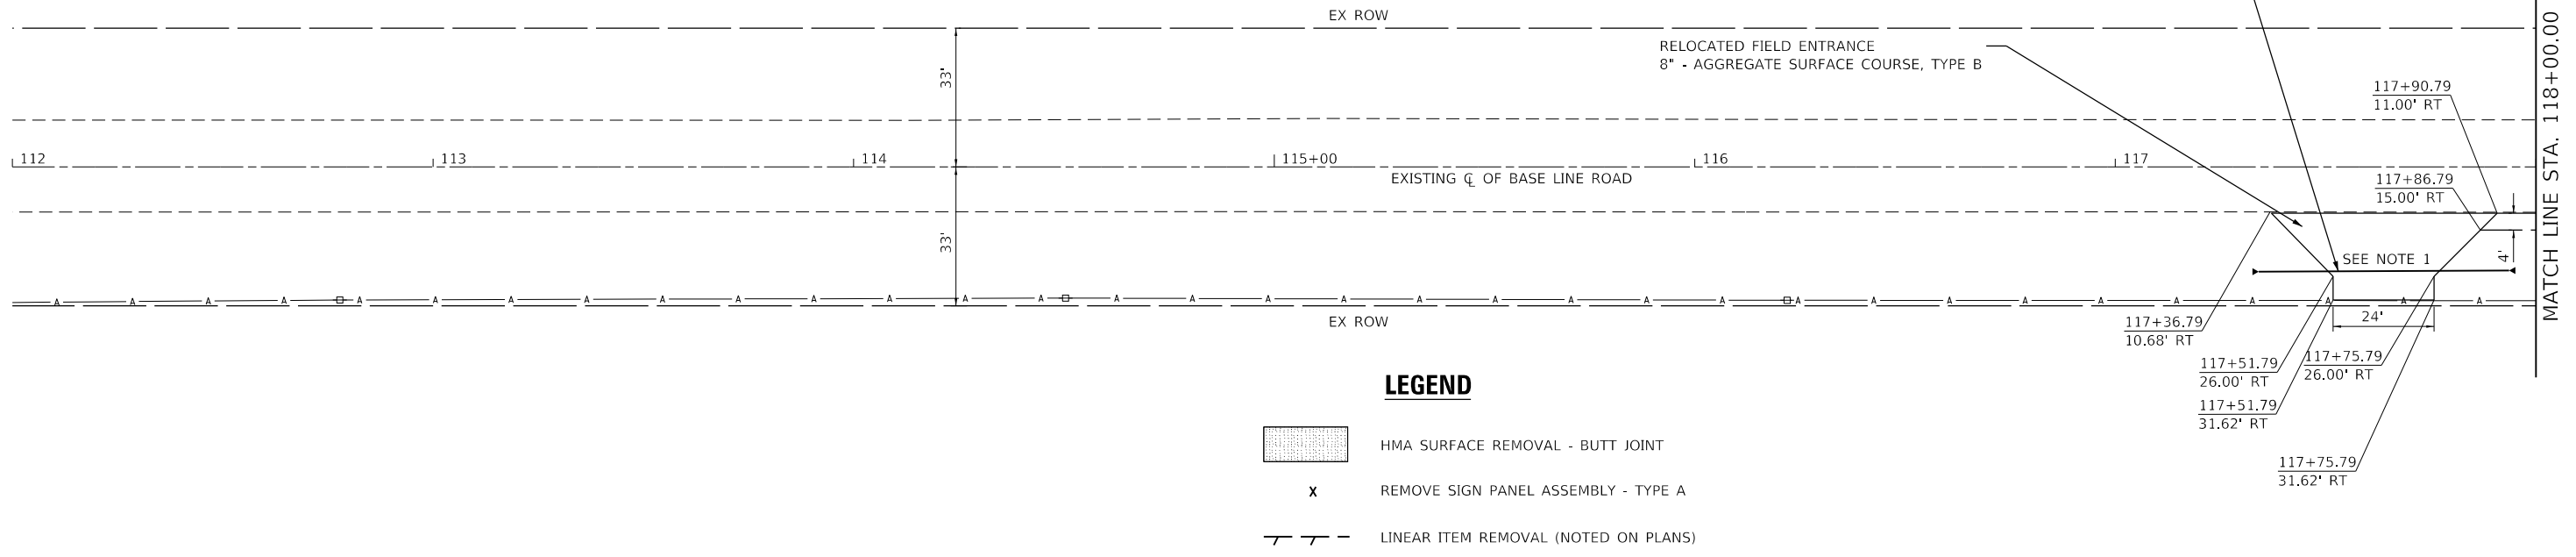 EX ROW
RELOCATED FIELD ENTRANCE
8" - AGGREGATE SURFACE COURSE, TYPE B
33'
117+90.79
11.00' RT
112
113
114
115+00
116
117
EXISTING ℄ OF BASE LINE ROAD
117+86.79
15.00' RT
33'
4'
SEE NOTE 1
A A A A A A A A A A A A A A A A A A A A A A A A A A A A A A A A A
EX ROW
24'
117+36.79
10.68' RT
117+51.79
26.00' RT
117+75.79
26.00' RT
117+51.79
31.62' RT
117+75.79
31.62' RT
MATCH LINE STA. 118+00.00
LEGEND
HMA SURFACE REMOVAL - BUTT JOINT
X REMOVE SIGN PANEL ASSEMBLY - TYPE A
LINEAR ITEM REMOVAL (NOTED ON PLANS)